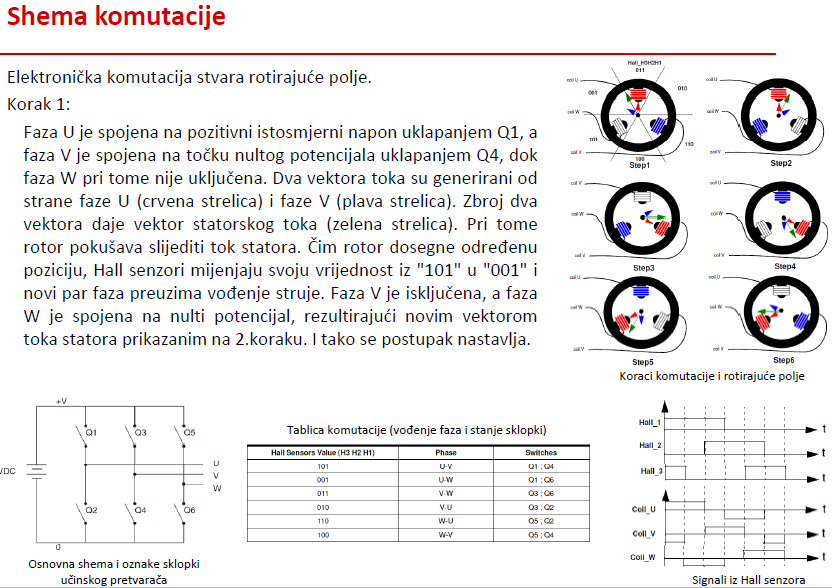 Shema komutacije
Elektronička komutacija stvara rotirajuće polje.
Korak 1:
Faza U je spojena na pozitivni istosmjerni napon uklapanjem Q1, a
faza V je spojena na točku nultog potencijala uklapanjem Q4, dok
faza W pri tome nije uključena. Dva vektora toka su generirani od
strane faze U (crvena strelica) i faze V (plava strelica). Zbroj dva
vektora daje vektor statorskog toka (zelena strelica). Pri tome
rotor pokušava slijediti tok statora. Čim rotor dosegne određenu
poziciju, Hall senzori mijenjaju svoju vrijednost iz "101" u "001" i
novi par faza preuzima vođenje struje. Faza V je isključena, a faza
W je spojena na nulti potencijal, rezultirajući novim vektorom
toka statora prikazanim na 2.koraku. I tako se postupak nastavlja.
Hall_H3H2H1
011
001
010
101
110
100
coil U
coil W
coil V
Step1
coil U
coil W
coil V
Step2
coil V
coil W
coil V
Step3
coil U
coil W
coil V
Step4
coil U
coil W
coil V
Step5
coil U
coil W
coil V
Step6
Koraci komutacije i rotirajuće polje
+V
Q1
Q3
Q5
VDC
U
V
W
Q2
Q4
Q6
0
Osnovna shema i oznake sklopki
učinskog pretvarača
Tablica komutacije (vođenje faza i stanje sklopki)
Hall Sensors Value (H3 H2 H1) Phase Switches
101 U-V Q1 ; Q4
001 U-W Q1 ; Q6
011 V-W Q3 ; Q6
010 V-U Q3 ; Q2
110 W-U Q5 ; Q2
100 W-V Q5 ; Q4
Hall_1 t
Hall_2 t
Hall_3 t
Coil_U t
Coil_V t
Coil_W t
Signali iz Hall senzora